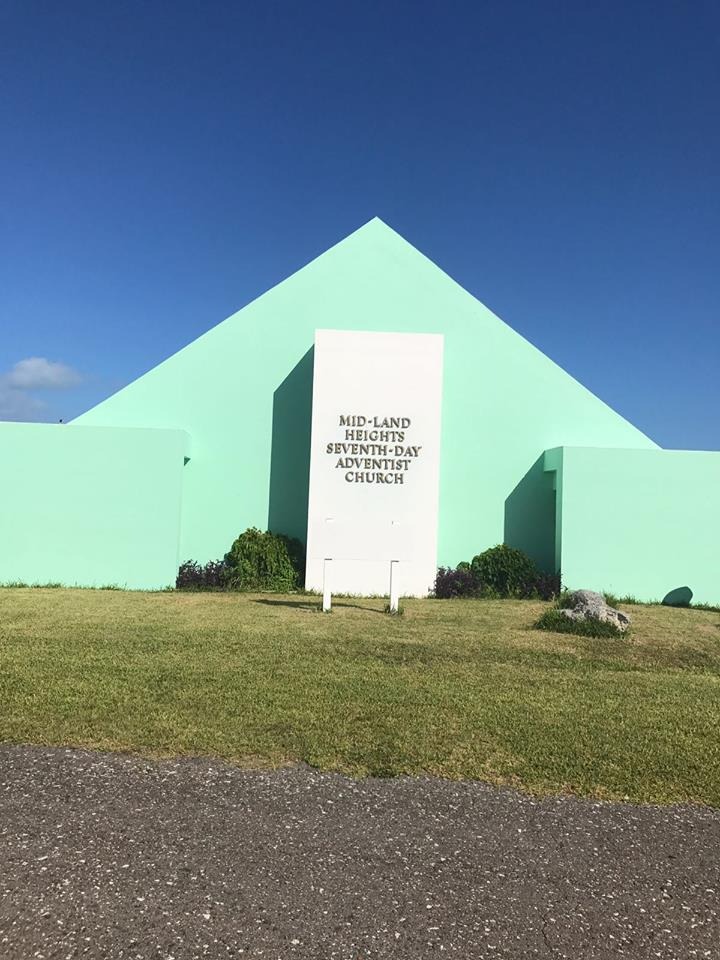 MID-LAND
HEIGHTS
SEVENTH-DAY
ADVENTIST
CHURCH